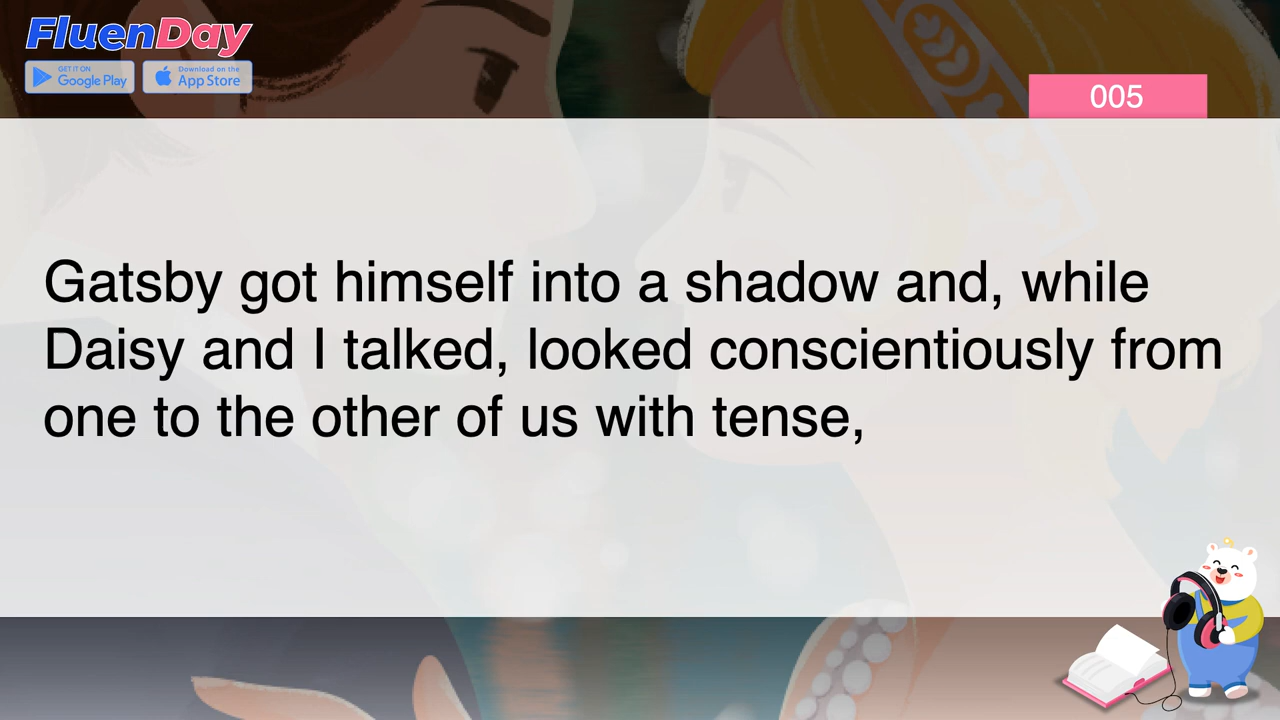 FluenDay
GET IT ON
Google Play
Download on the
App Store
005
Gatsby got himself into a shadow and, while
Daisy and I talked, looked conscientiously from
one to the other of us with tense,